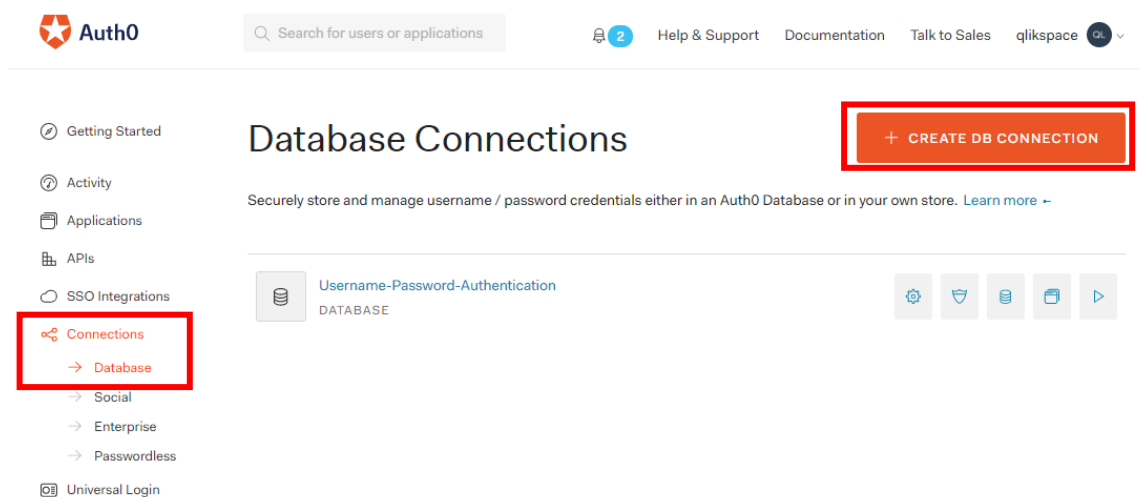 Auth0
Search for users or applications
2
Help & Support
Documentation
Talk to Sales
qlikspace
QL
Getting Started
Activity
Applications
APIs
SSO Integrations
Connections
Database
Social
Enterprise
Passwordless
Universal Login
Database Connections
+ CREATE DB CONNECTION
Securely store and manage username / password credentials either in an Auth0 Database or in your own store. Learn more
Username-Password-Authentication
DATABASE